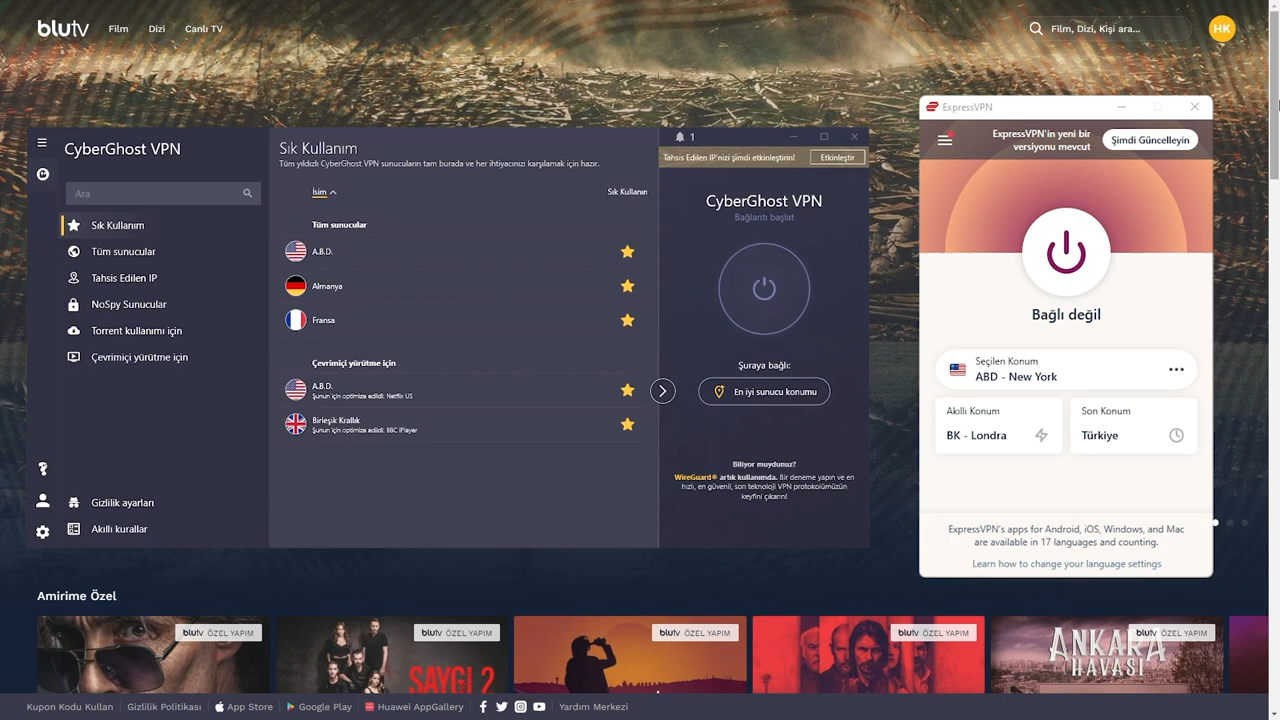 blutv
Film
Dizi
Canlı TV
Film, Dizi, Kişi ara...
HK
CyberGhost VPN
Ara
Sık Kullanım
Tüm sunucular
Tahsis Edilen IP
NoSpy Sunucular
Torrent kullanımı için
Çevrimiçi yürütme için
Gizlilik ayarları
Akıllı kurallar
Sık Kullanım
Tüm yıldızlı CyberGhost VPN sunucuların tam burada ve her ihtiyacınızı karşılamak için hazır.
İsim
Sık Kullanın
Tüm sunucular
A.B.D.
Almanya
Fransa
Çevrimiçi yürütme için
A.B.D.
Şunun için optimize edildi: Netflix US
Birleşik Krallık
Şunun için optimize edildi: BBC iPlayer
1
Tahsis Edilen IP'nizi şimdi etkinleştirin!
Etkinleştir
CyberGhost VPN
Bağlantı başlat
Şuraya bağlı:
En iyi sunucu konumu
Biliyor muydunuz?
WireGuard® artık kullanımda. Bir deneme yapın ve en
hızlı, en güvenli, son teknoloji VPN protokolümüzün
keyfini çıkarın!
ExpressVPN
ExpressVPN'in yeni bir
versiyonu mevcut
Şimdi Güncelleyin
Bağlı değil
Seçilen Konum
ABD - New York
Akıllı Konum
BK - Londra
Son Konum
Türkiye
ExpressVPN's apps for Android, iOS, Windows, and Mac
are available in 17 languages and counting.
Learn how to change your language settings
Amirime Özel
blutv ÖZEL YAPIM
blutv ÖZEL YAPIM
SAYGI 2
blutv ÖZEL YAPIM
blutv ÖZEL YAPIM
blutv ÖZEL YAPIM
ANKARA
HAVASI
Kupon Kodu Kullan
Gizlilik Politikası
App Store
Google Play
Huawei AppGallery
Yardım Merkezi